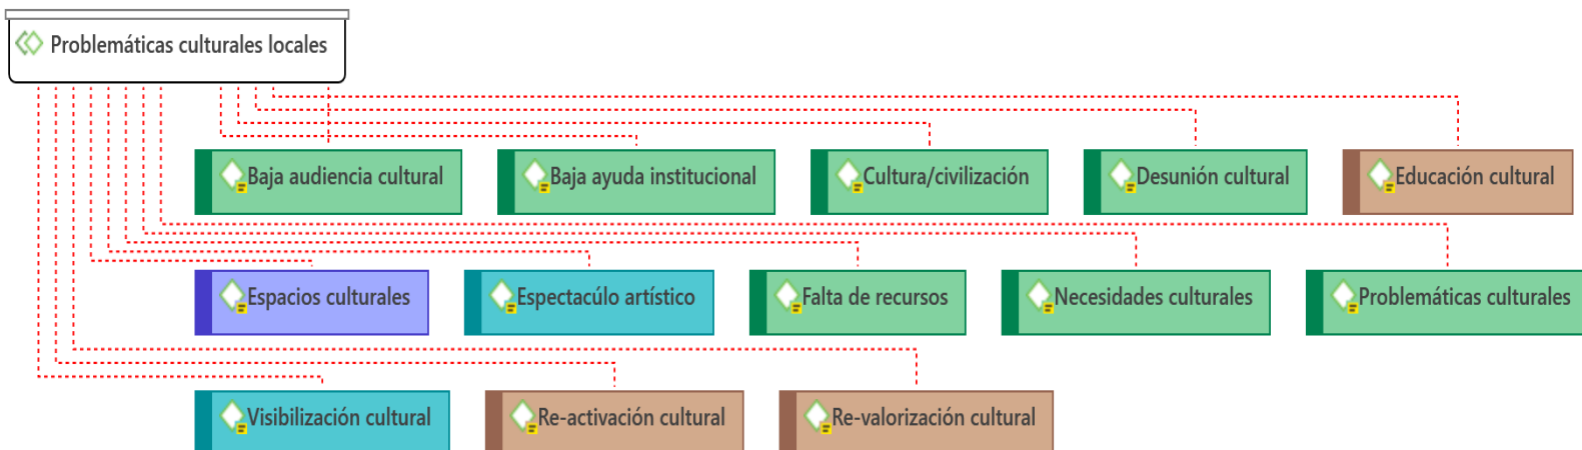 Problemáticas culturales locales
Baja audiencia cultural
Baja ayuda institucional
Cultura/civilización
Desunión cultural
Educación cultural
Espacios culturales
Espectacúlo artístico
Falta de recursos
Necesidades culturales
Problemáticas culturales
Visibilización cultural
Re-activación cultural
Re-valorización cultural